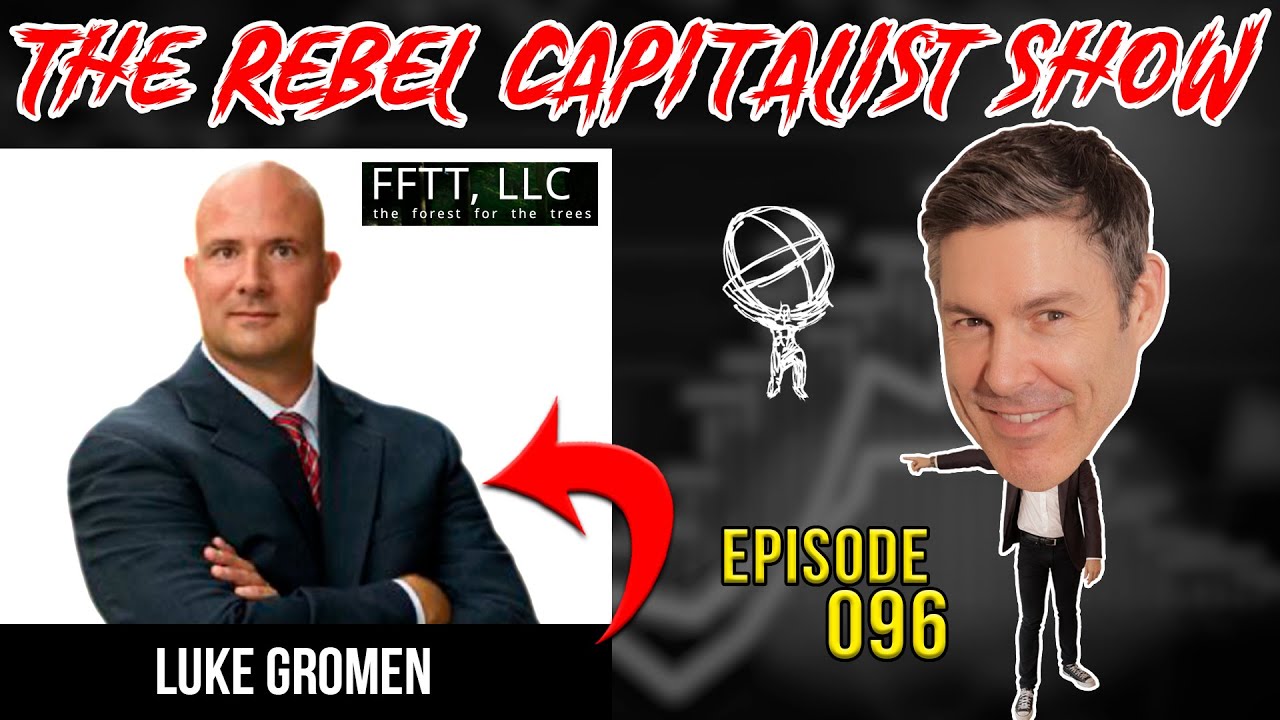 THE REBEL CAPITALIST SHOW
FFTT, LLC
the forest for the trees
EPISODE
096
LUKE GROMEN